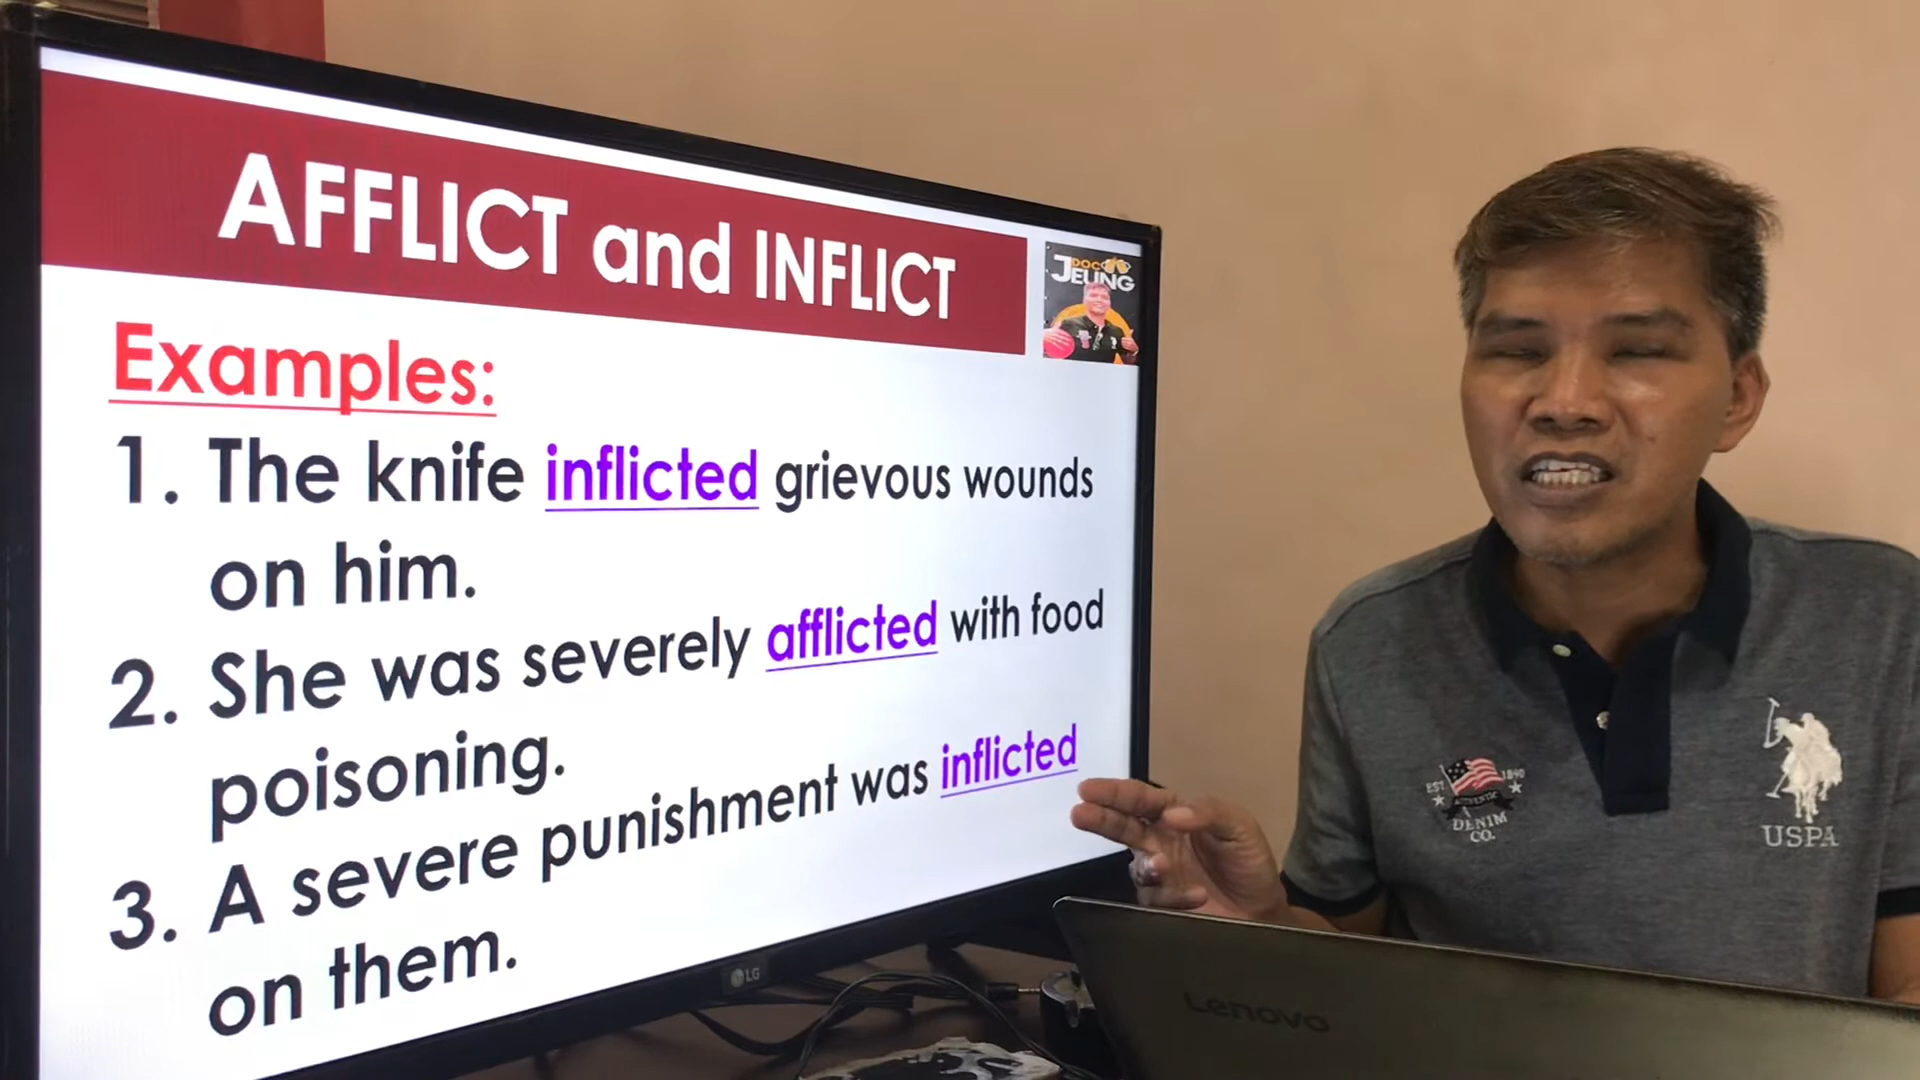 AFFLICT and INFLICT
DOC
JEUNG
Examples:
1. The knife inflicted grievous wounds
on him.
2. She was severely afflicted with food
poisoning.
3. A severe punishment was inflicted
on them.
LG
Lenovo
EST 1890
AUTHENTIC
DENIM
CO.
USPA